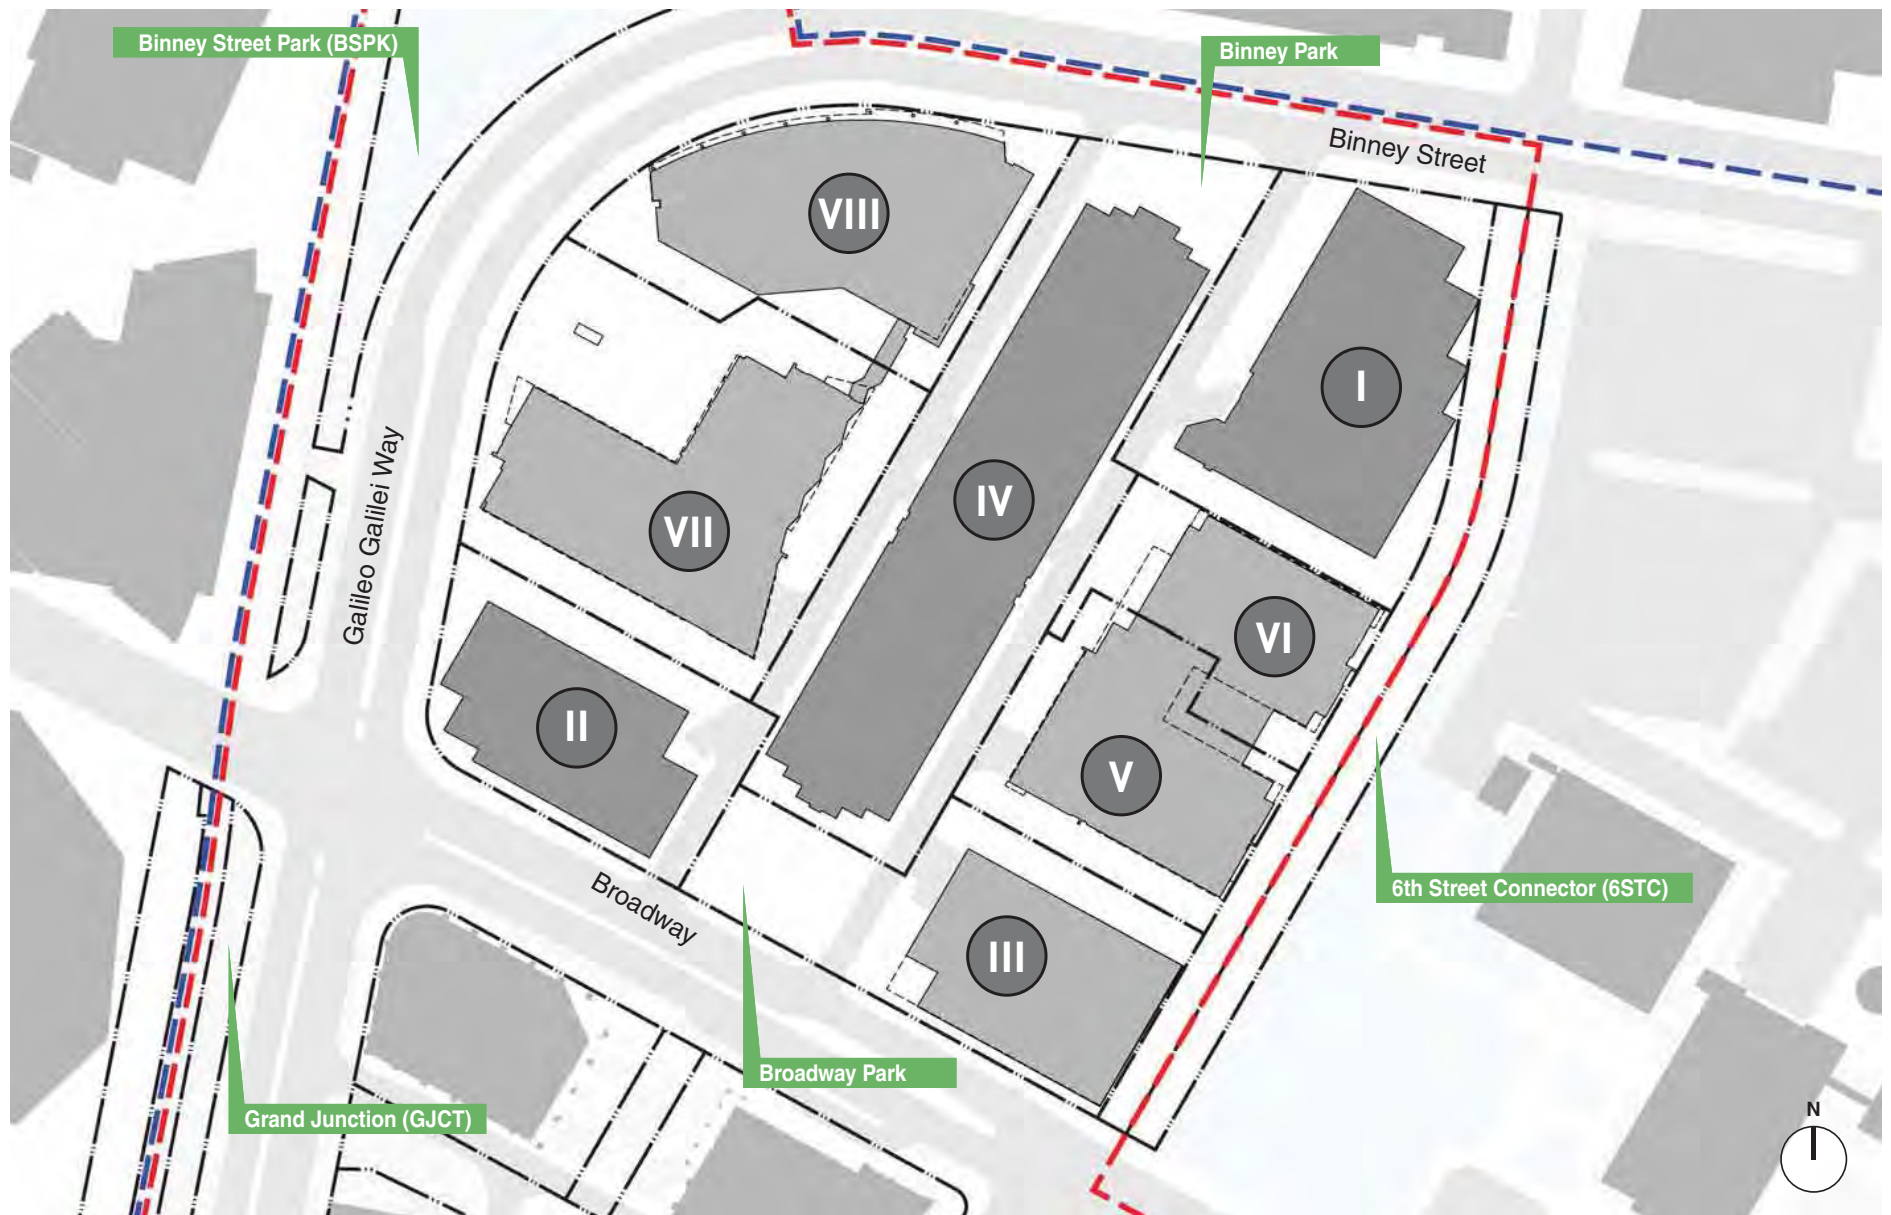 Binney Street Park (BSPK)
Binney Park
Binney Street
VIII
I
IV
Galileo Galilei Way
VII
VI
II
V
6th Street Connector (6STC)
Broadway
III
Broadway Park
Grand Junction (GJCT)
N